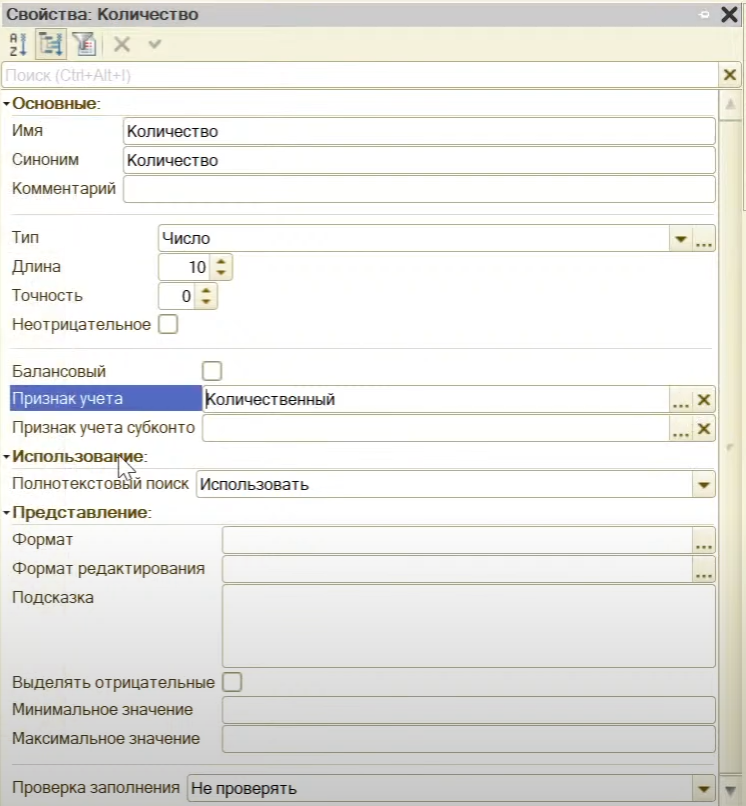 Свойства: Количество
Поиск (Ctrl+Alt+I)
Основные:
Имя Количество
Синоним Количество
Комментарий
Тип Число ...
Длина 10
Точность 0
Неотрицательное
Балансовый
Признак учета Количественный ...
Признак учета субконто ...
Использование:
Полнотекстовый поиск Использовать
Представление:
Формат ...
Формат редактирования ...
Подсказка
Выделять отрицательные
Минимальное значение
Максимальное значение
Проверка заполнения Не проверять